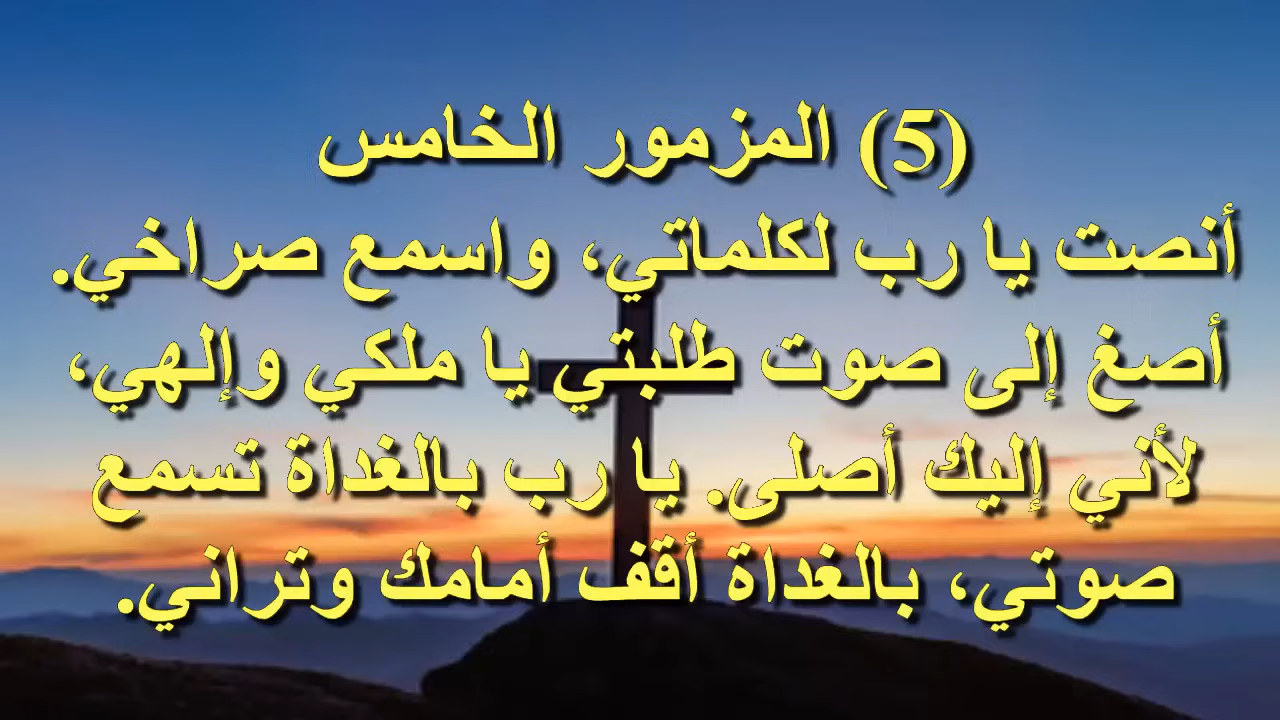 (5) المزمور الخامس
أنصت يا رب لكلماتي، واسمع صراخي.
أصغ إلى صوت طلبتي يا ملكي وإلهي،
لأني إليك أصلى. يا رب بالغداة تسمع
صوتي، بالغداة أقف أمامك وتراني.